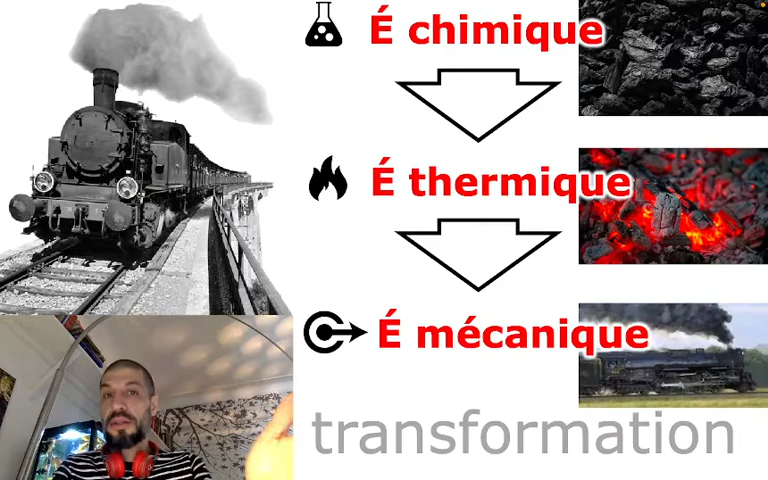 É chimique
É thermique
É mécanique
transformation